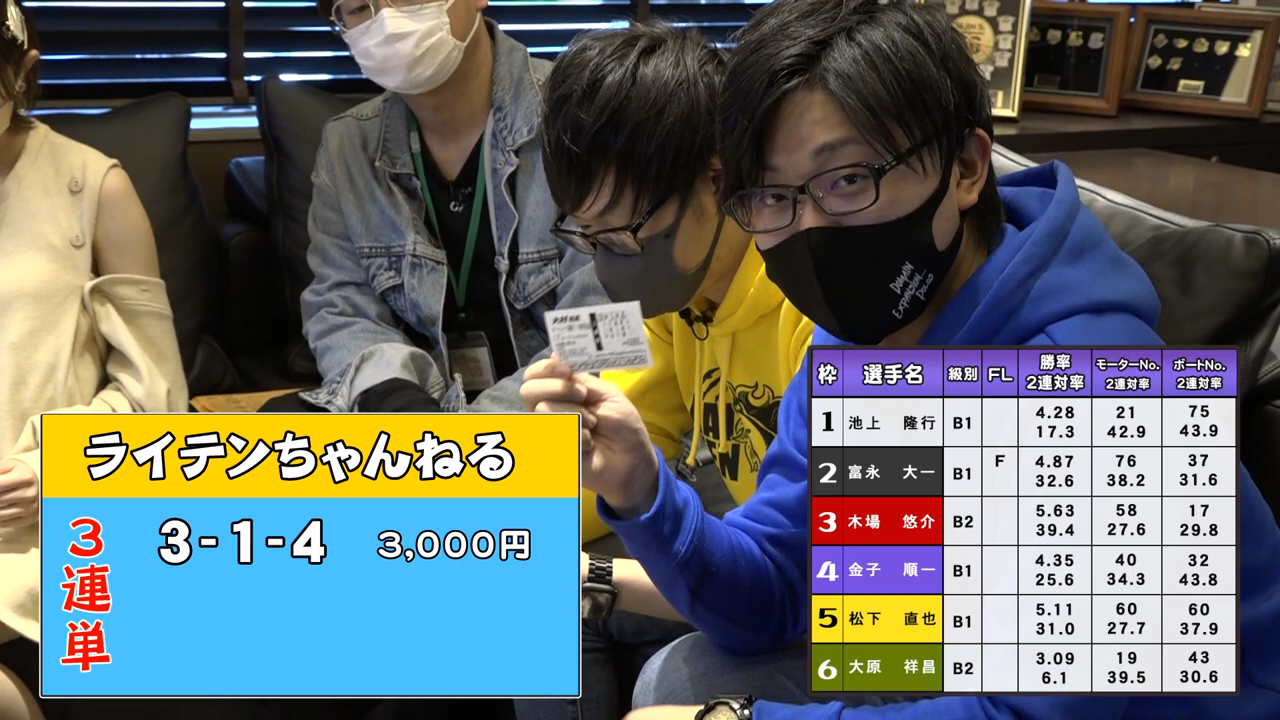 DOMAIN
EXPANSION...
ライテンちゃんねる
3連単
3-1-4 3,000円
枠 選手名 級別 FL 勝率 2連対率 モーターNo. 2連対率 ボートNo. 2連対率
1 池上 隆行 B1 4.28 17.3 21 42.9 75 43.9
2 富永 大一 B1 F 4.87 32.6 76 38.2 37 31.6
3 木場 悠介 B2 5.63 39.4 58 27.6 17 29.8
4 金子 順一 B1 4.35 25.6 40 34.3 32 43.8
5 松下 直也 B1 5.11 31.0 60 27.7 60 37.9
6 大原 祥昌 B2 3.09 6.1 19 39.5 43 30.6